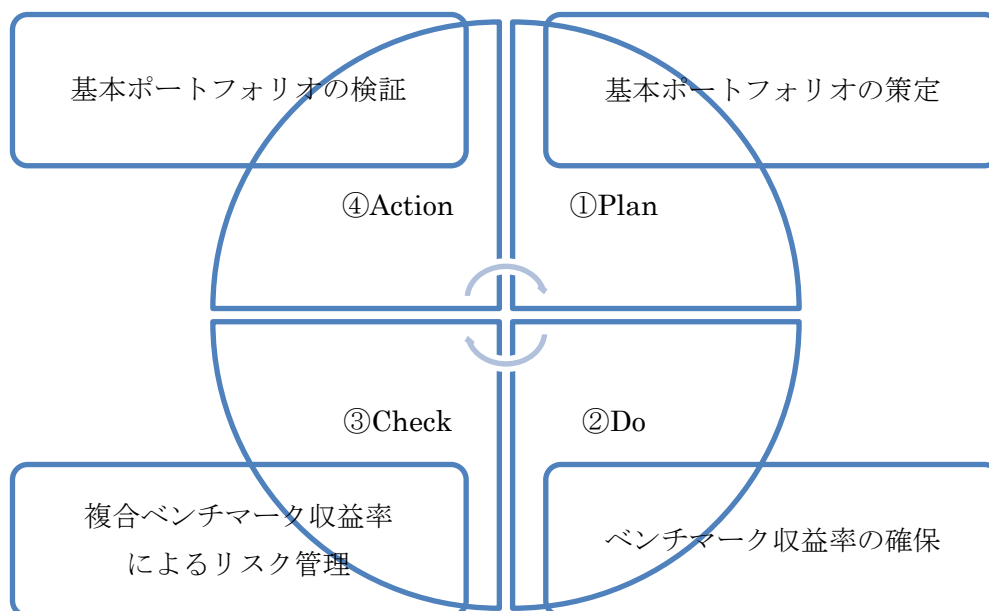 基本ポートフォリオの検証
基本ポートフォリオの策定
④Action
①Plan
③Check
②Do
複合ベンチマーク収益率
によるリスク管理
ベンチマーク収益率の確保